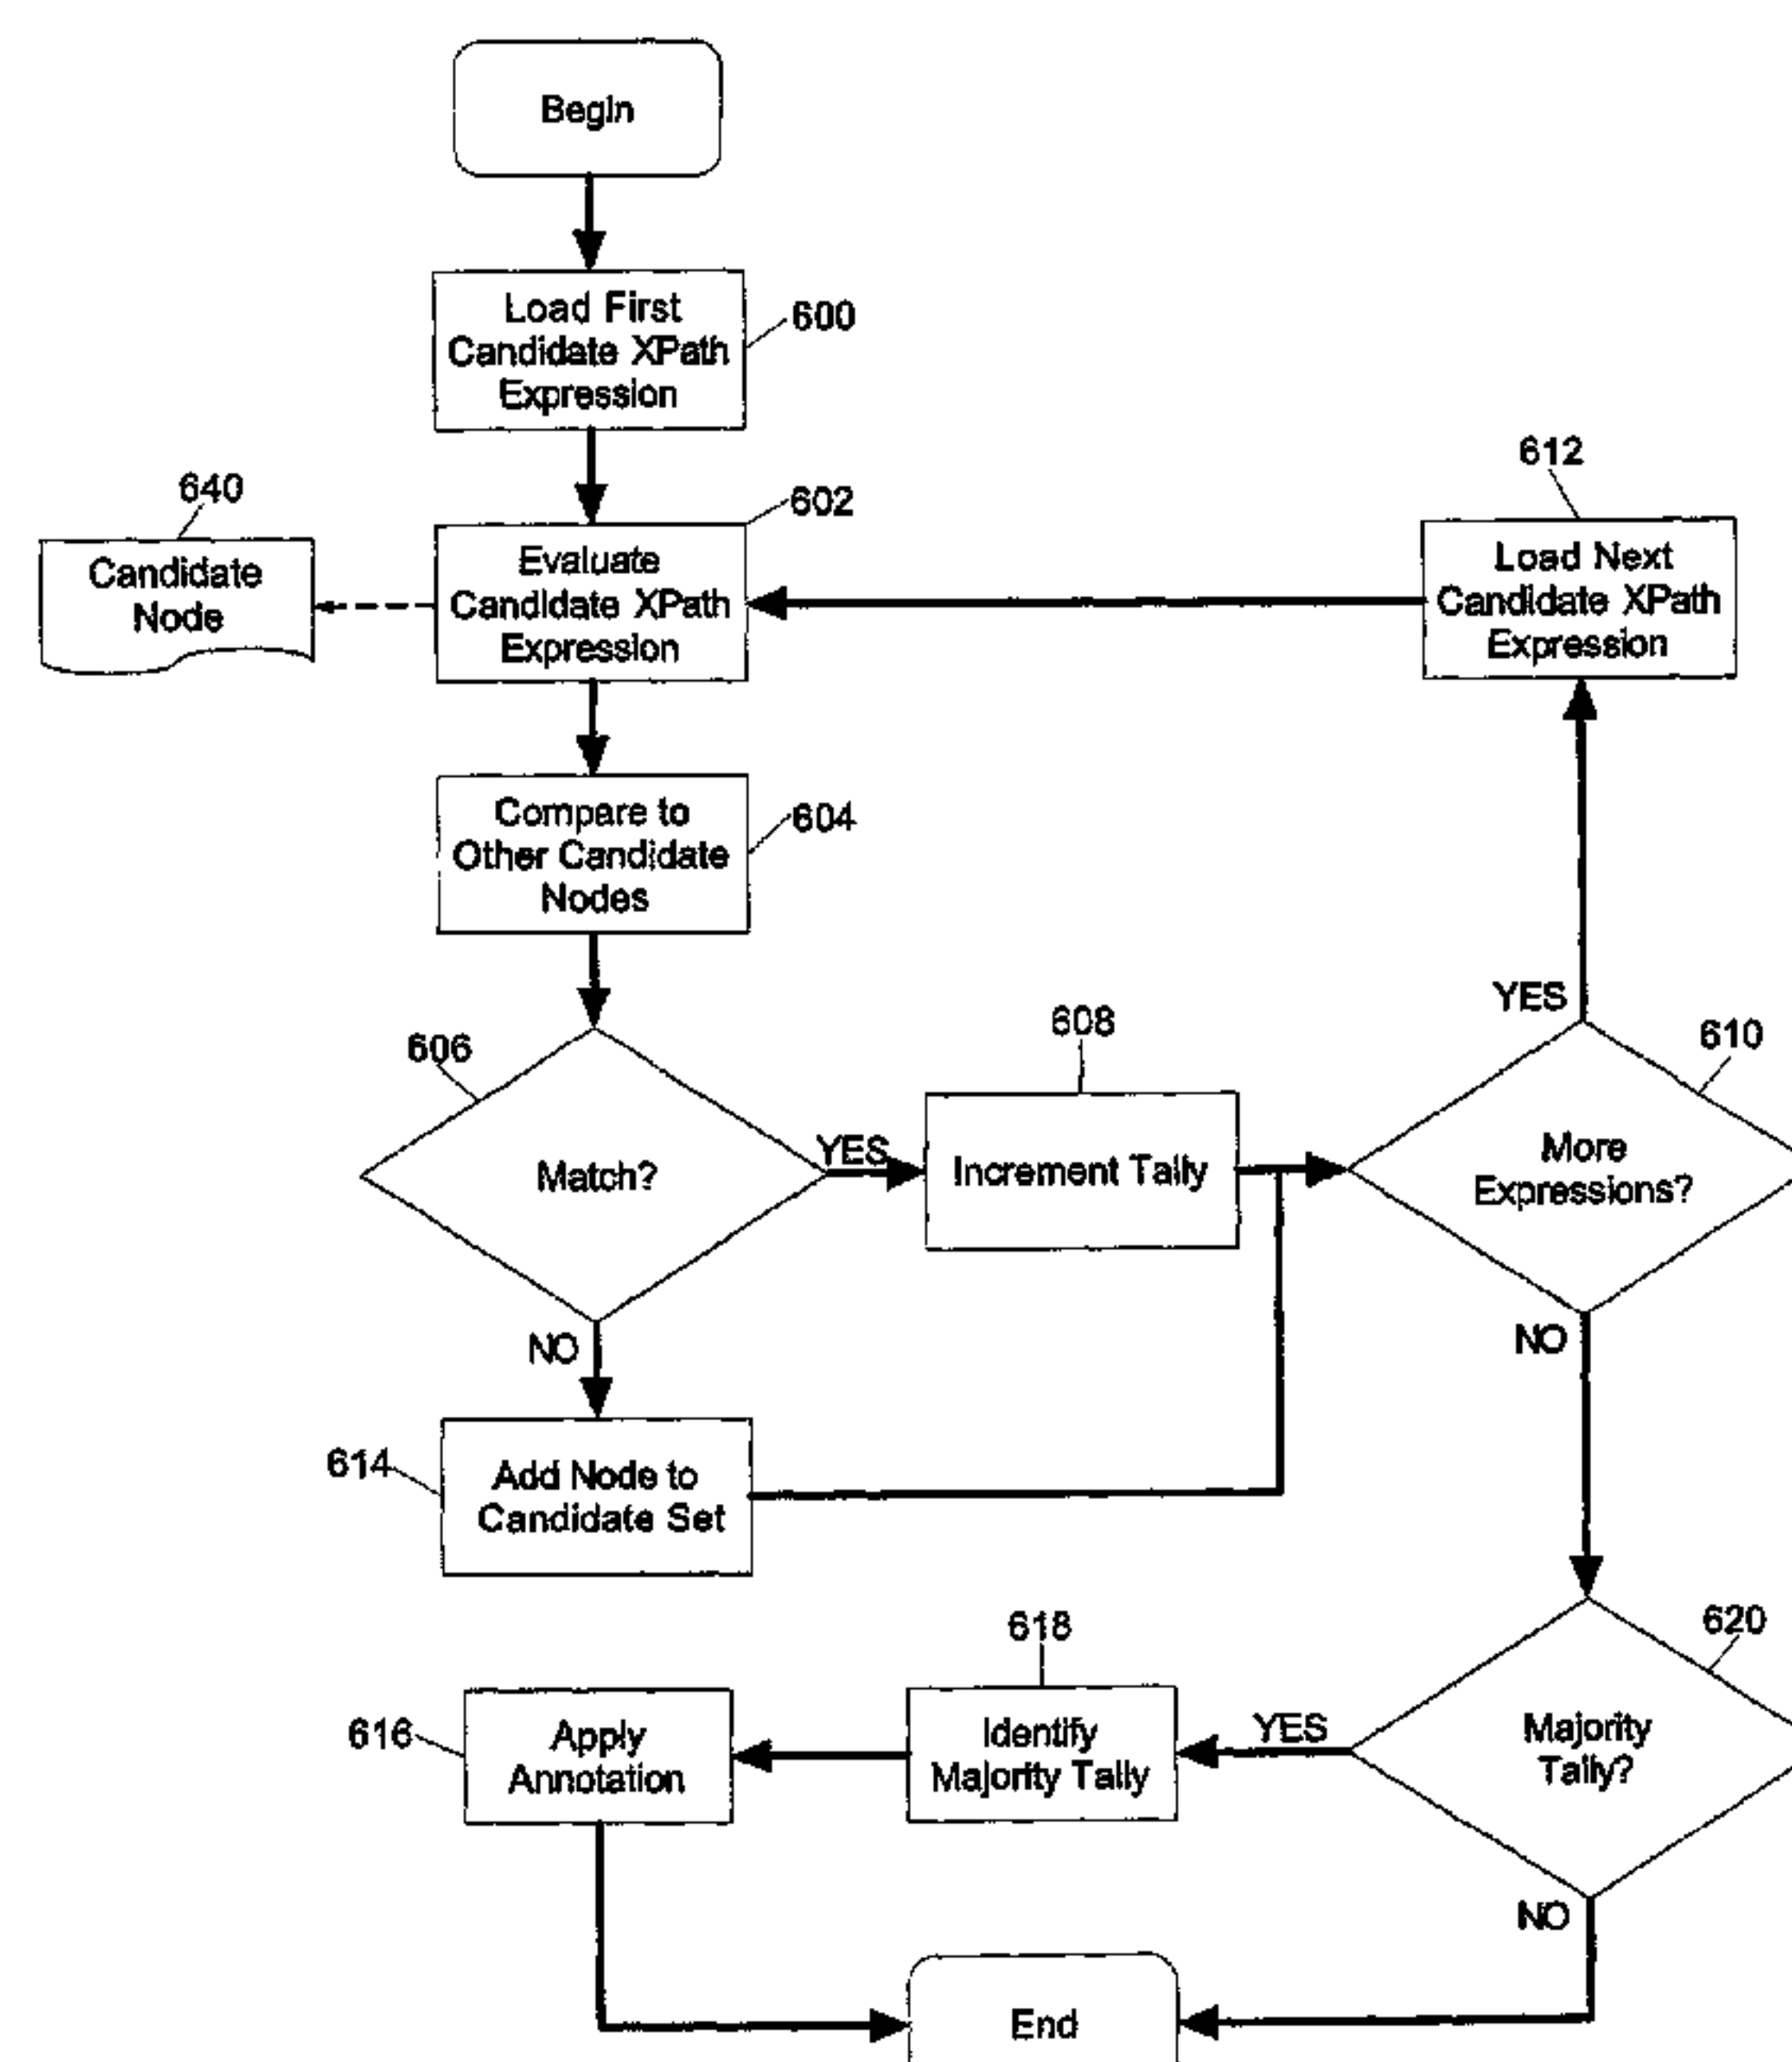 Begin
Load First
Candidate XPath
Expression
600
640
Candidate
Node
602
Evaluate
Candidate XPath
Expression
612
Load Next
Candidate XPath
Expression
Compare to
Other Candidate
Nodes
604
606
Match?
YES
608
Increment Tally
YES
610
More
Expressions?
NO
NO
614
Add Node to
Candidate Set
616
Apply
Annotation
618
Identify
Majority Tally
YES
620
Majority
Tally?
NO
End